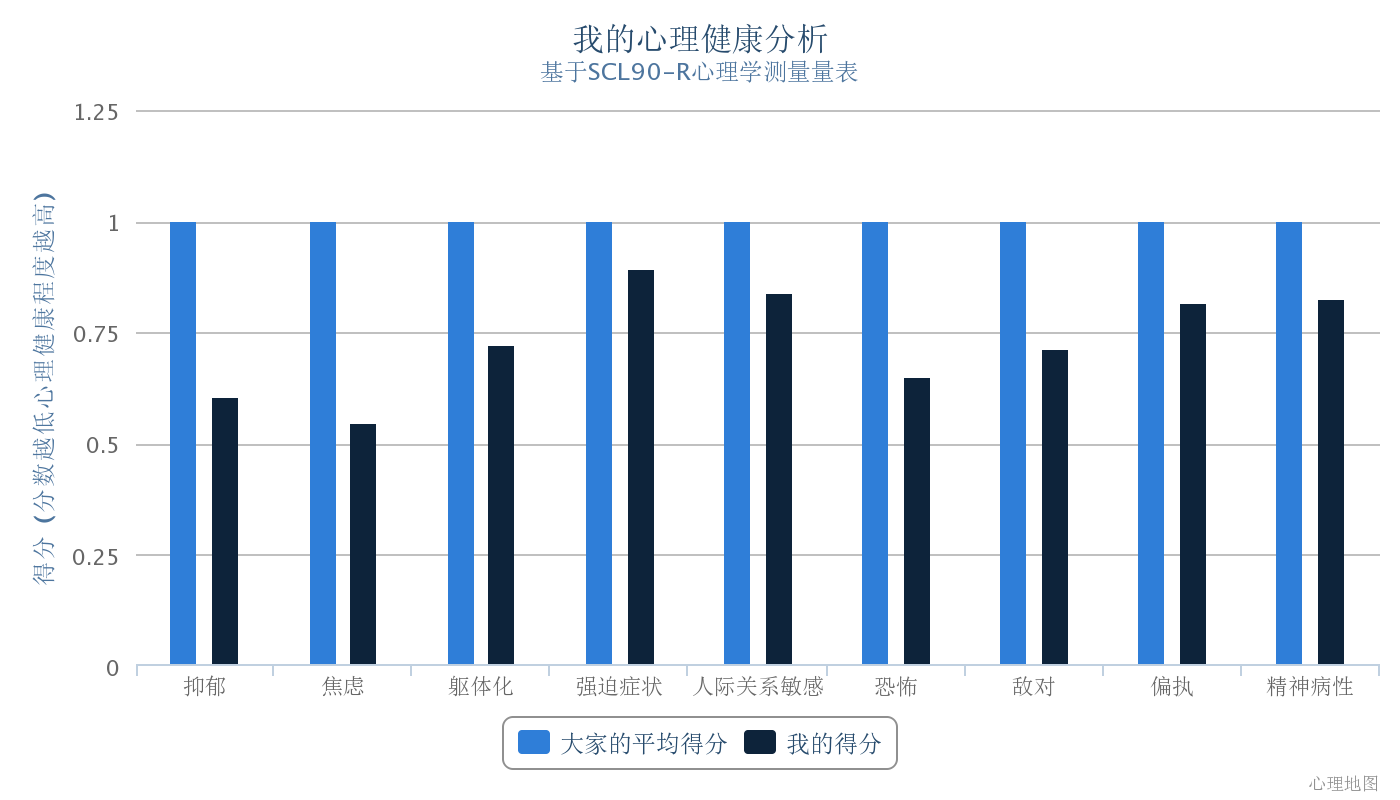 我的心理健康分析
基于SCL90-R心理学测量量表
得分 (分数越低心理健康程度越高)
1.25
1
0.75
0.5
0.25
0
抑郁 焦虑 躯体化 强迫症状 人际关系敏感 恐怖 敌对 偏执 精神病性
大家的平均得分 我的得分
心理地图